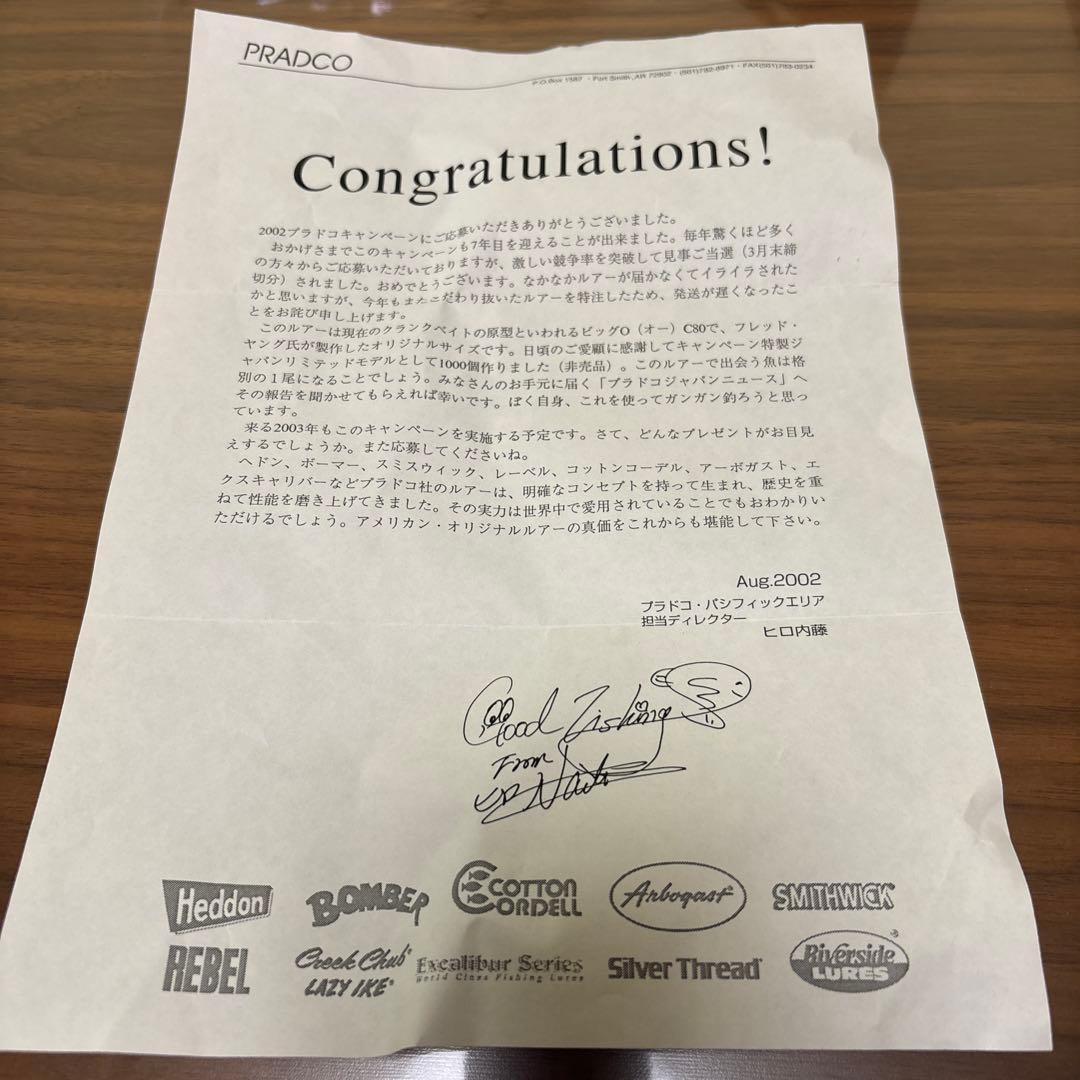 PRADCO
P.O.Box 1587 ・ Fort Smith, AR 72902 ・ (501)782-8971 ・ FAX(501)783-0234
Congratulations!
2002プラドコキャンペーンにご応募いただきありがとうございました。
おかげさまでこのキャンペーンも7年目を迎えることが出来ました。毎年驚くほど多く
の方々からご応募いただいておりますが、激しい競争率を突破して見事ご当選（3月末締
切分）されました。おめでとうございます。なかなかルアーが届かなくてイライラされた
かと思いますが、今年もまたこだわり抜いたルアーを特注したため、発送が遅くなったこ
とをお詫び申し上げます。
このルアーは現在のクランクベイトの原型といわれるビッグO（オー）C80で、フレッド・
ヤング氏が製作したオリジナルサイズです。日頃のご愛顧に感謝してキャンペーン特製ジ
ャパンリミテッドモデルとして1000個作りました（非売品）。このルアーで出会う魚は格
別の1尾になることでしょう。みなさんのお手元に届く「プラドコジャパンニュース」へ
その報告を聞かせてもらえれば幸いです。ぼく自身、これを使ってガンガン釣ろうと思っ
ています。
来る2003年もこのキャンペーンを実施する予定です。さて、どんなプレゼントがお目見
えするでしょうか。また応募してくださいね。
ヘドン、ボーマー、スミスウィック、レーベル、コットンコーデル、アーボガスト、エ
クスキャリバーなどプラドコ社のルアーは、明確なコンセプトを持って生まれ、歴史を重
ねて性能を磨き上げてきました。その実力は世界中で愛用されていることでもおわかりい
ただけるでしょう。アメリカン・オリジナルルアーの真価をこれからも堪能して下さい。
Aug.2002
プラドコ・パシフィックエリア
担当ディレクター
ヒロ内藤
Good Fishing
From
ヒロ Naito
Heddon
BOMBER
COTTON CORDELL
Arbogast
SMITHWICK
REBEL
Creek Chub
LAZY IKE
Excalibur Series
World Class Fishing Lures
Silver Thread
Riverside
LURES